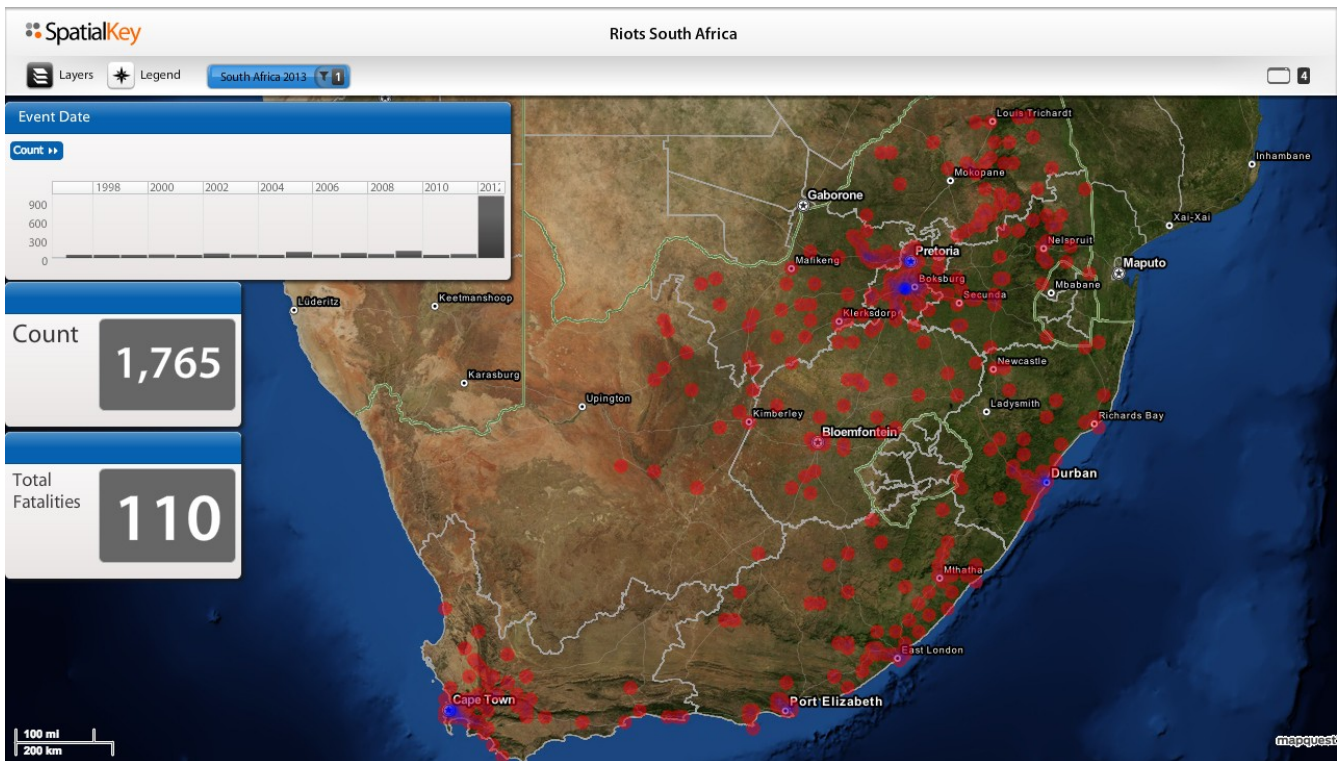 SpatialKey
Riots South Africa
Layers
Legend
South Africa 2013
1
4
Event Date
Count
1998 2000 2002 2004 2006 2008 2010 2012
900
600
300
0
Count
1,765
Total
Fatalities
110
Louis Trichardt
Inhambane
Mokopane
Gaborone
Xai-Xai
Nelspruit
Pretoria
Mafikeng
Maputo
Boksburg
Mbabane
Secunda
Lüderitz
Keetmanshoop
Klerksdorp
Newcastle
Karasburg
Upington
Ladysmith
Kimberley
Richards Bay
Bloemfontein
Durban
Mthatha
East London
Cape Town
Port Elizabeth
100 mi
200 km
mapquest